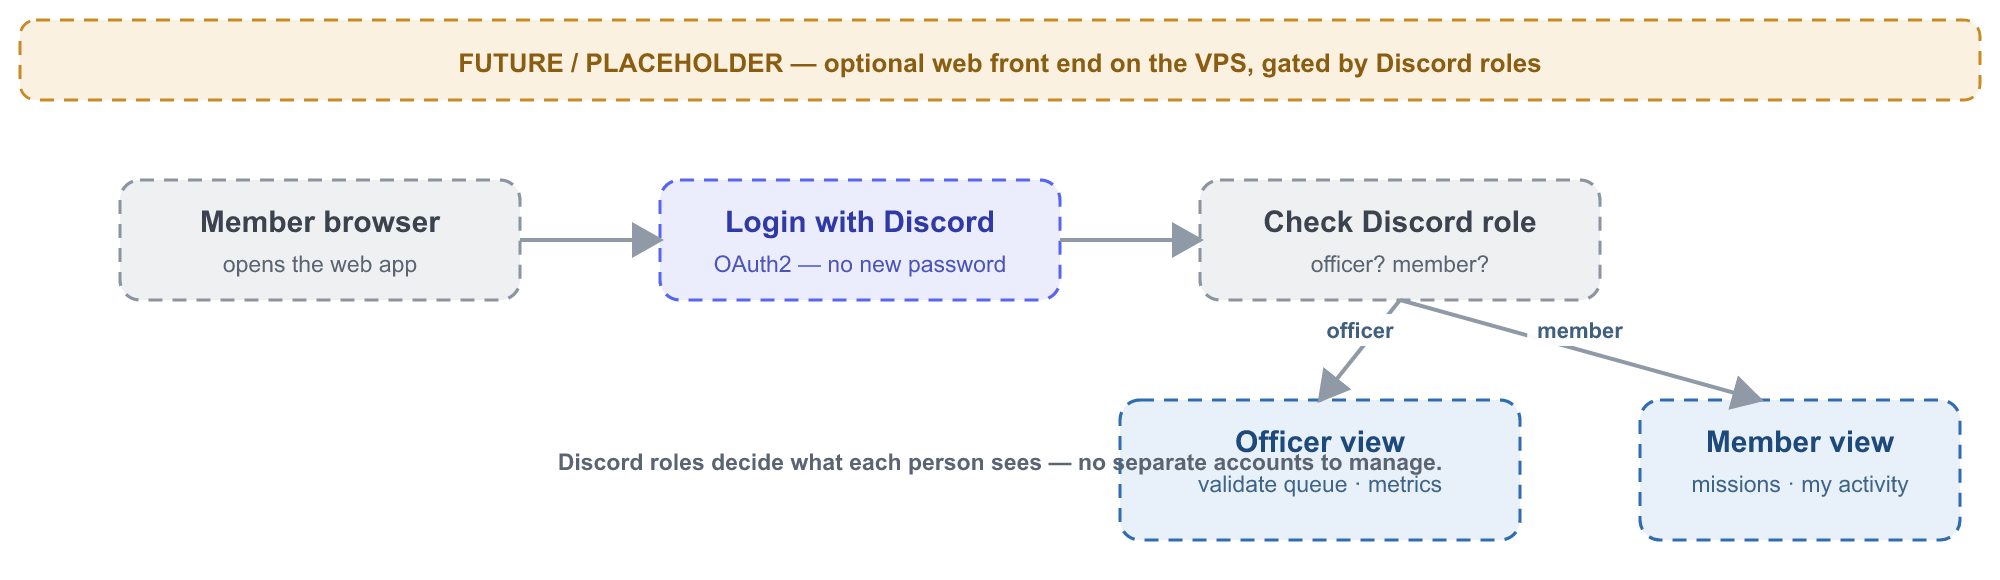 FUTURE / PLACEHOLDER — optional web front end on the VPS, gated by Discord roles
Member browser
opens the web app
Login with Discord
OAuth2 — no new password
Check Discord role
officer? member?
officer
member
Officer view
validate queue · metrics
Member view
missions · my activity
Discord roles decide what each person sees — no separate accounts to manage.